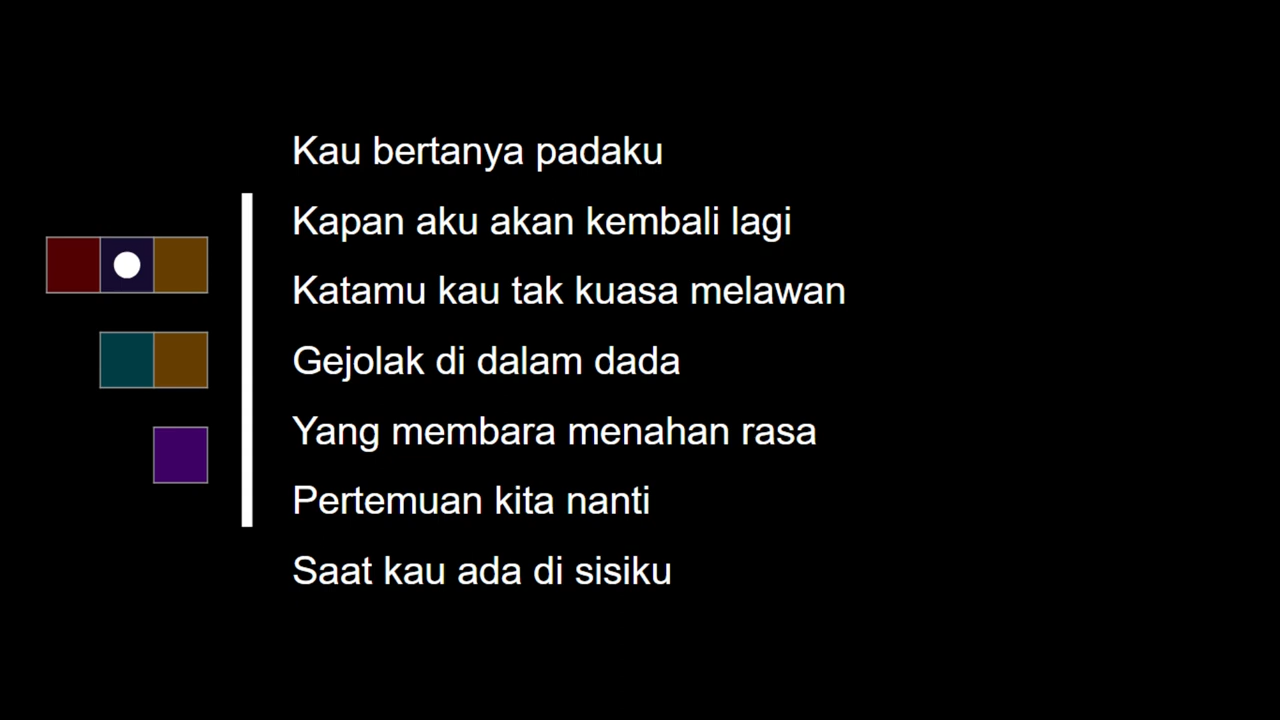 Kau bertanya padaku
Kapan aku akan kembali lagi
Katamu kau tak kuasa melawan
Gejolak di dalam dada
Yang membara menahan rasa
Pertemuan kita nanti
Saat kau ada di sisiku